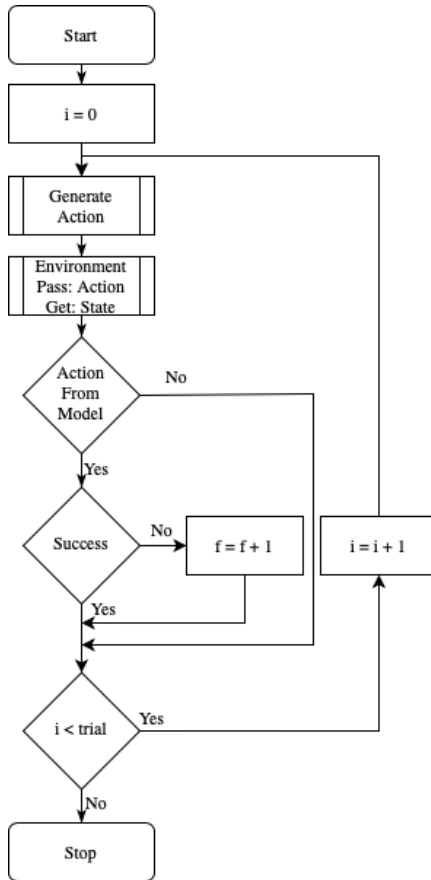 Start
i = 0
Generate
Action
Environment
Pass: Action
Get: State
Action
From
Model
No
Yes
Success
No
f = f + 1
i = i + 1
Yes
i < trial
Yes
No
Stop